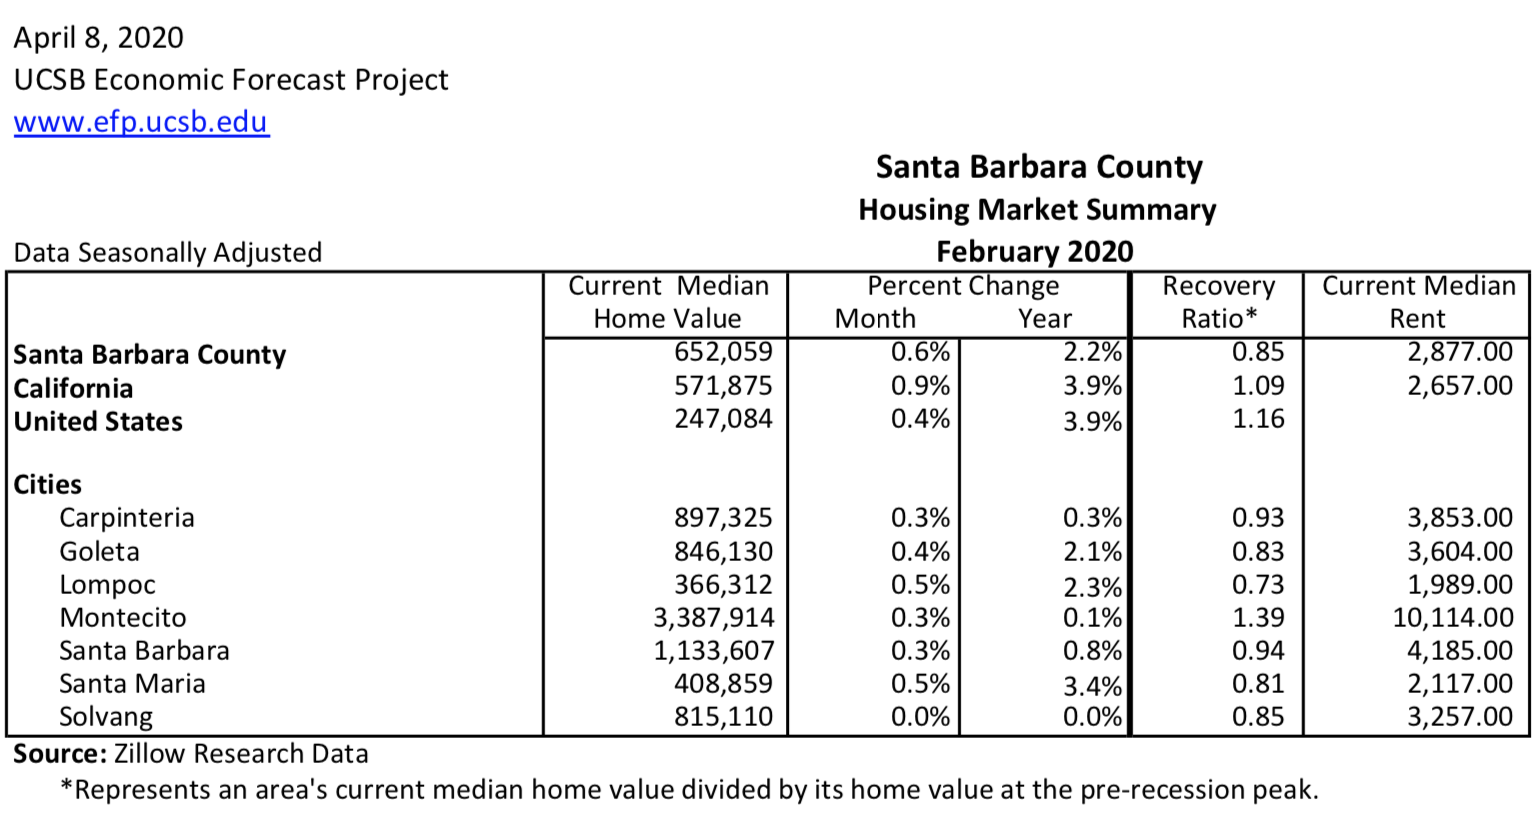 April 8, 2020
UCSB Economic Forecast Project
www.efp.ucsb.edu
Santa Barbara County
Housing Market Summary
Data Seasonally Adjusted February 2020
Current Median Percent Change Recovery Current Median
Home Value Month Year Ratio* Rent
Santa Barbara County 652,059 0.6% 2.2% 0.85 2,877.00
California 571,875 0.9% 3.9% 1.09 2,657.00
United States 247,084 0.4% 3.9% 1.16
Cities
Carpinteria 897,325 0.3% 0.3% 0.93 3,853.00
Goleta 846,130 0.4% 2.1% 0.83 3,604.00
Lompoc 366,312 0.5% 2.3% 0.73 1,989.00
Montecito 3,387,914 0.3% 0.1% 1.39 10,114.00
Santa Barbara 1,133,607 0.3% 0.8% 0.94 4,185.00
Santa Maria 408,859 0.5% 3.4% 0.81 2,117.00
Solvang 815,110 0.0% 0.0% 0.85 3,257.00
Source: Zillow Research Data
*Represents an area's current median home value divided by its home value at the pre-recession peak.